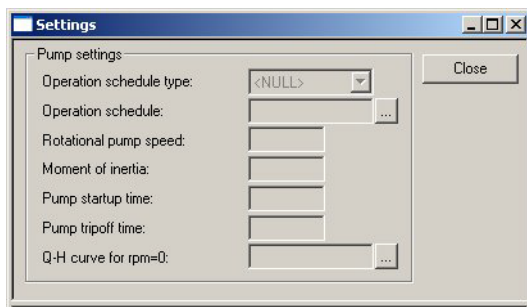 Settings
Pump settings
Close
Operation schedule type: <NULL>
Operation schedule: ...
Rotational pump speed:
Moment of inertia:
Pump startup time:
Pump tripoff time:
Q-H curve for rpm=0: ...